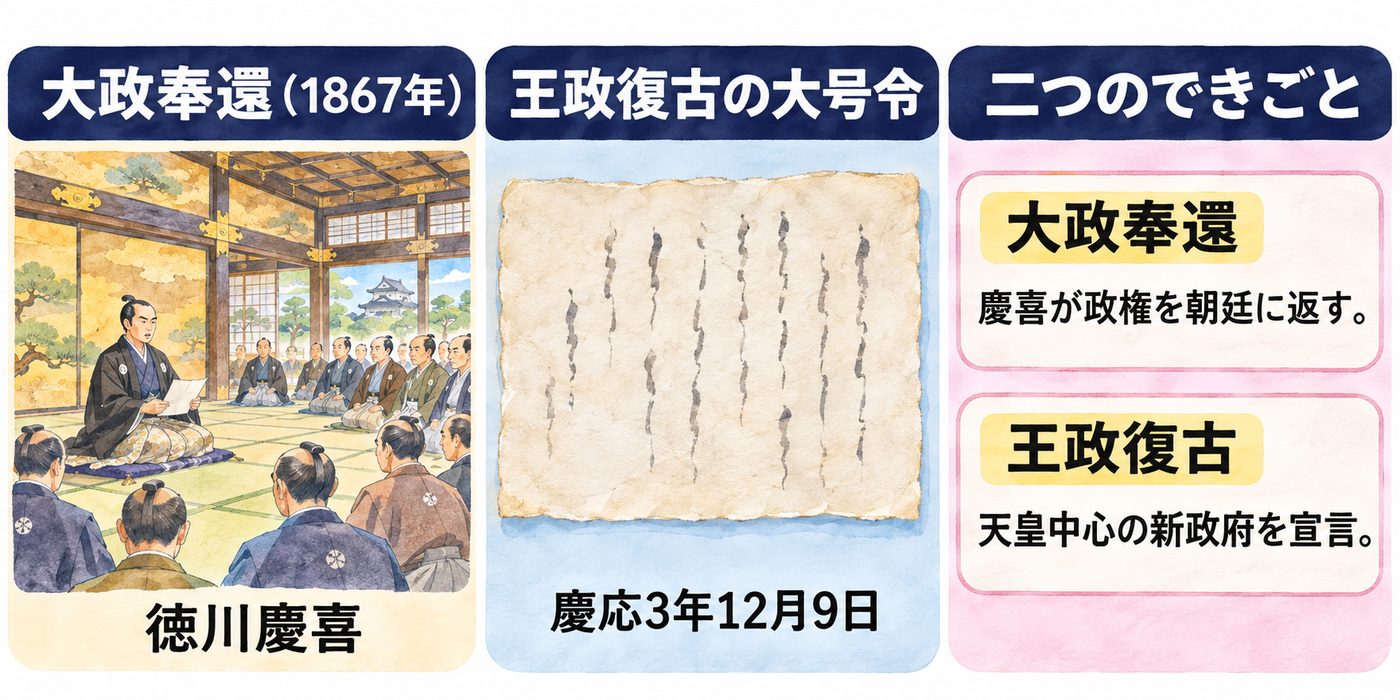 大政奉還（1867年）
徳川慶喜
王政復古の大号令
慶応3年12月9日
二つのできごと
大政奉還
慶喜が政権を朝廷に返す。
王政復古
天皇中心の新政府を宣言。